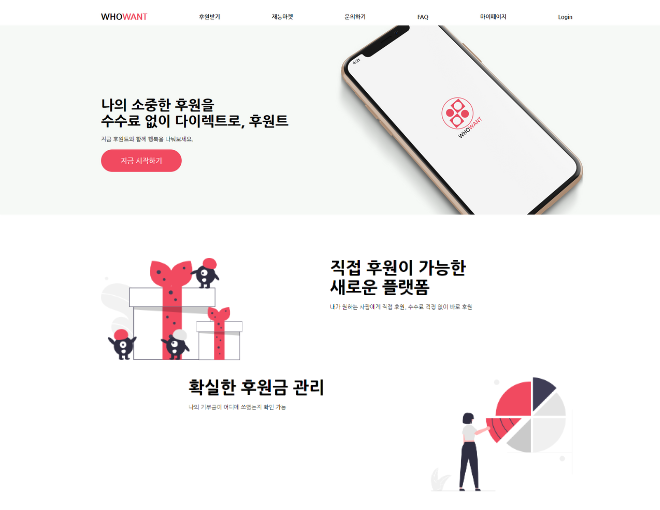 WHOWANT
후원받기
재능마켓
문의하기
FAQ
마이페이지
Login
나의 소중한 후원을
수수료 없이 다이렉트로, 후원트
지금 후원트와 함께 행복을 나눠보세요.
지금 시작하기
WHOWANT
직접 후원이 가능한
새로운 플랫폼
내가 원하는 사람에게 직접 후원, 수수료 걱정 없이 바로 후원
확실한 후원금 관리
나의 기부금이 어디에 쓰였는지 확인 가능